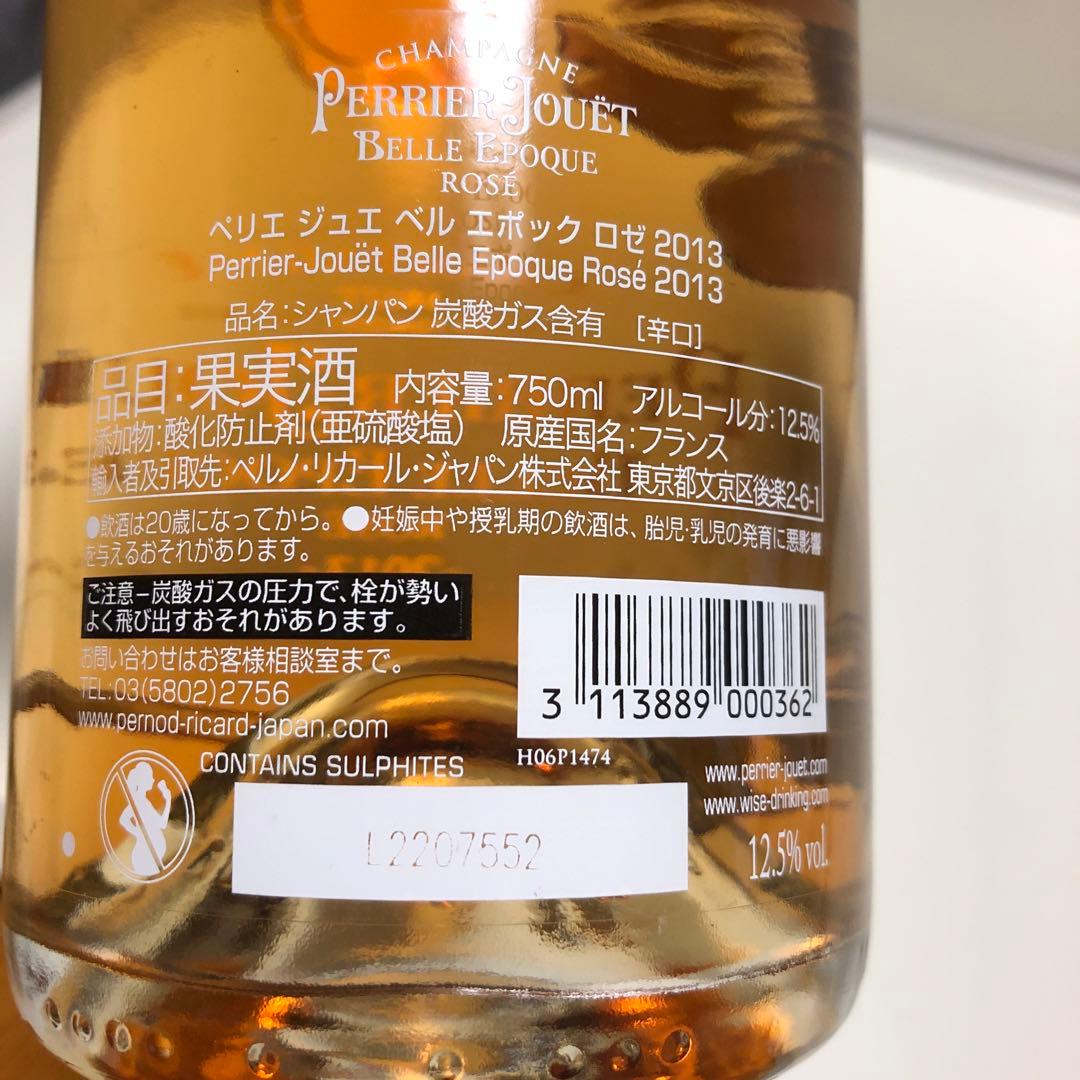 CHAMPAGNE
PERRIER-JOUËT
BELLE EPOQUE
ROSÉ
ペリエ ジュエ ベル エポック ロゼ 2013
Perrier-Jouët Belle Epoque Rosé 2013
品名:シャンパン 炭酸ガス含有 [辛口]
品目:果実酒 内容量:750ml アルコール分:12.5%
添加物:酸化防止剤(亜硫酸塩) 原産国名:フランス
輸入者及引取先:ペルノ・リカール・ジャパン株式会社 東京都文京区後楽2-6-1
●飲酒は20歳になってから。●妊娠中や授乳期の飲酒は、胎児・乳児の発育に悪影響
を与えるおそれがあります。
ご注意-炭酸ガスの圧力で、栓が勢い
よく飛び出すおそれがあります。
お問い合わせはお客様相談室まで。
TEL:03(5802)2756
www.pernod-ricard-japan.com
3 113889 000362
H06P1474
CONTAINS SULPHITES
www.perrier-jouet.com
www.wise-drinking.com
L2207552
12.5% vol.